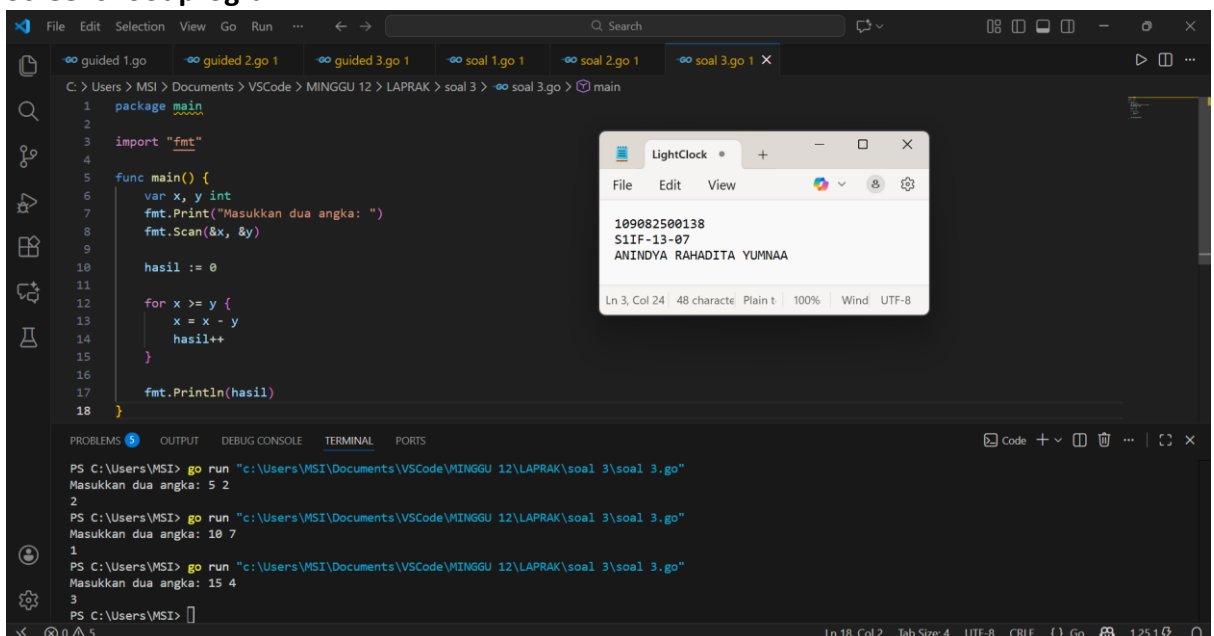 File Edit Selection View Go Run ··· Search
guided 1.go guided 2.go 1 guided 3.go 1 soal 1.go 1 soal 2.go 1 soal 3.go 1
C: > Users > MSI > Documents > VSCode > MINGGU 12 > LAPRAK > soal 3 > soal 3.go > main
1 package main
2
3 import "fmt"
4
5 func main() {
6 var x, y int
7 fmt.Print("Masukkan dua angka: ")
8 fmt.Scan(&x, &y)
9
10 hasil := 0
11
12 for x >= y {
13 x = x - y
14 hasil++
15 }
16
17 fmt.Println(hasil)
18 }
LightClock
File Edit View
109082500138
S1IF-13-07
ANINDYA RAHADITA YUMNAA
Ln 3, Col 24 48 characte Plain t 100% Wind UTF-8
PROBLEMS 5 OUTPUT DEBUG CONSOLE TERMINAL PORTS Code
PS C:\Users\MSI> go run "c:\Users\MSI\Documents\VSCode\MINGGU 12\LAPRAK\soal 3\soal 3.go"
Masukkan dua angka: 5 2
2
PS C:\Users\MSI> go run "c:\Users\MSI\Documents\VSCode\MINGGU 12\LAPRAK\soal 3\soal 3.go"
Masukkan dua angka: 10 7
1
PS C:\Users\MSI> go run "c:\Users\MSI\Documents\VSCode\MINGGU 12\LAPRAK\soal 3\soal 3.go"
Masukkan dua angka: 15 4
3
PS C:\Users\MSI>
0 5 Ln 18, Col 2 Tab Size: 4 UTF-8 CRLF { } Go 1.25.1